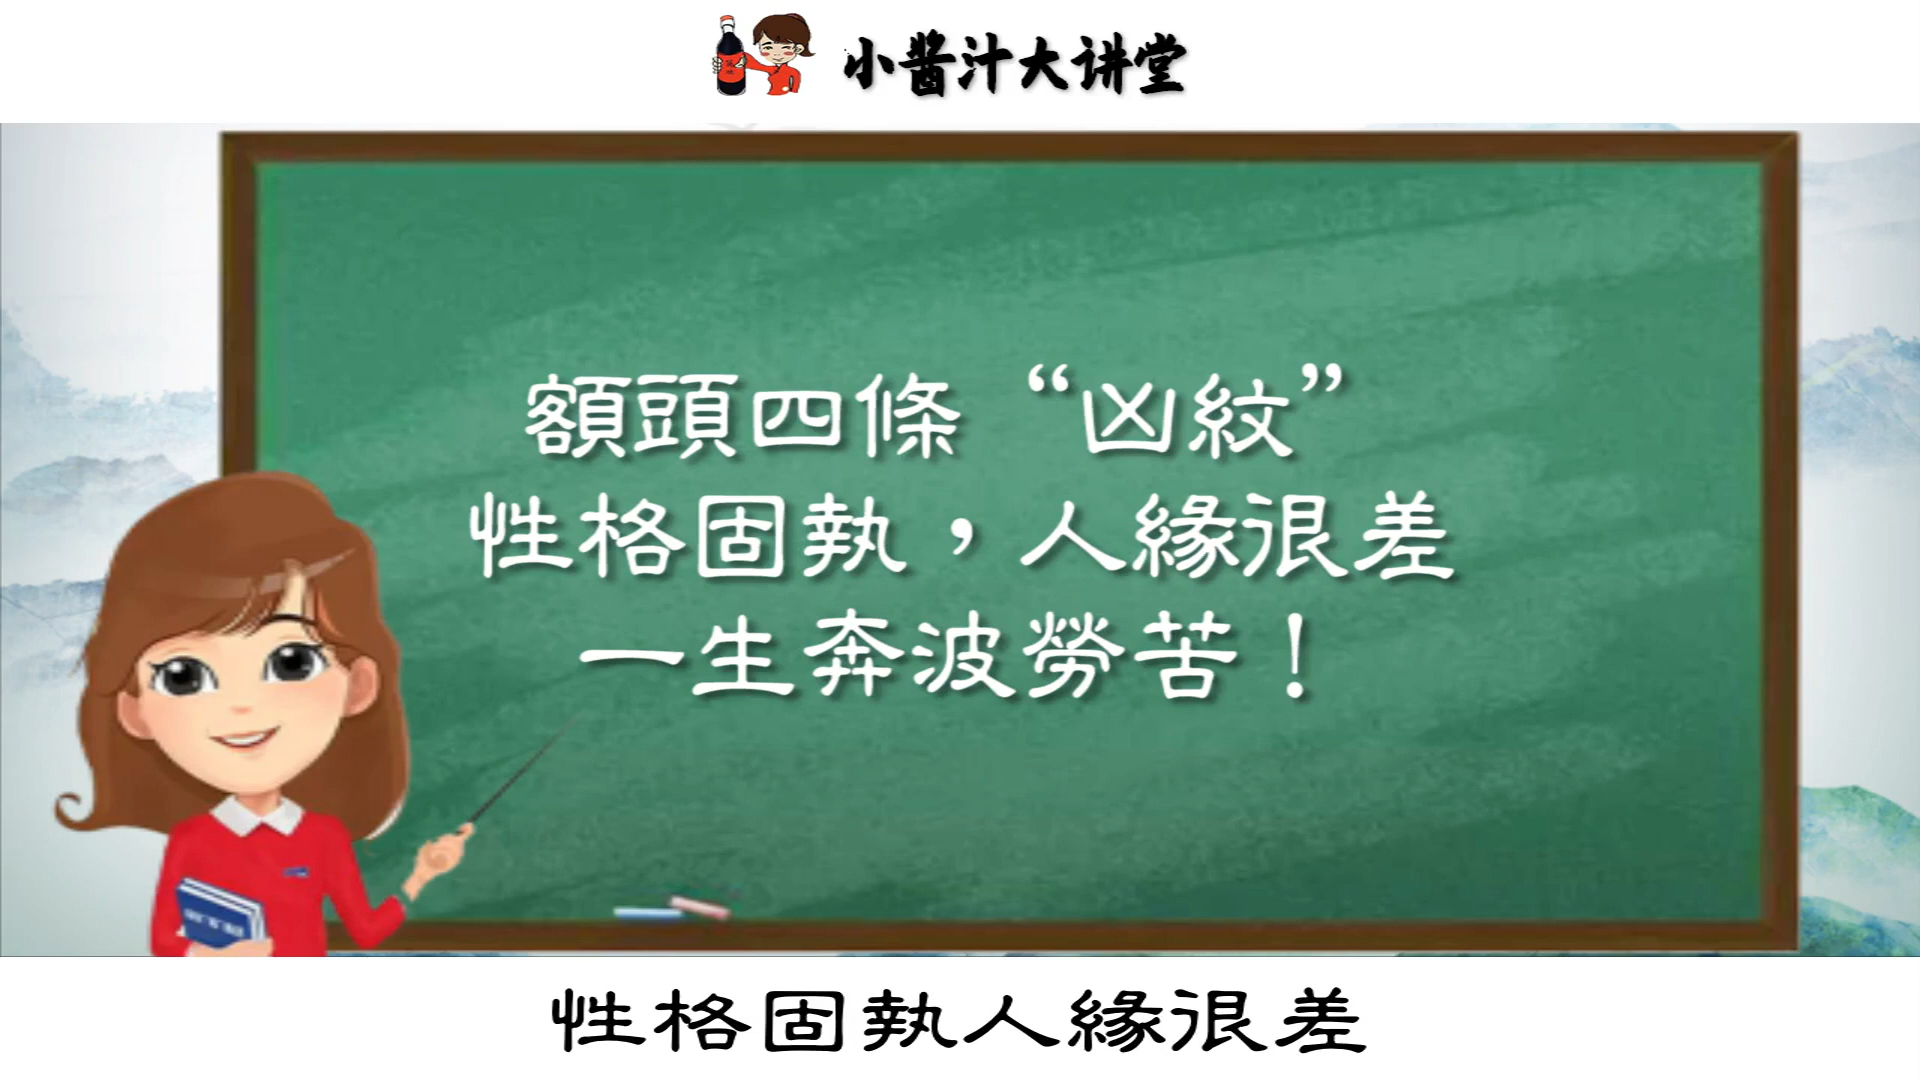 小酱汁大讲堂
額頭四條“凶紋”
性格固執，人緣很差
一生奔波勞苦！
性格固執人緣很差